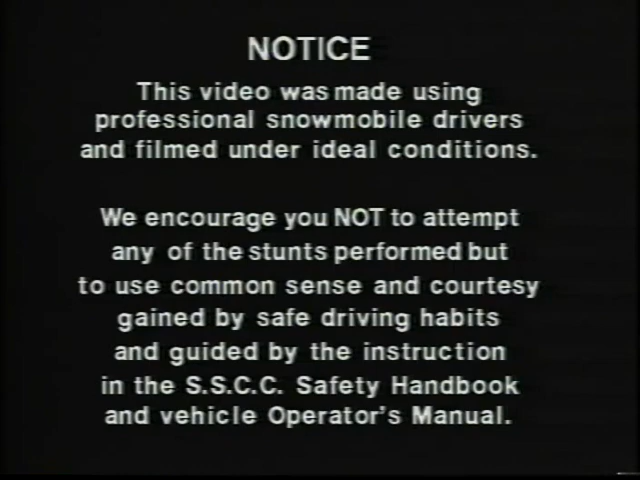 NOTICE
This video was made using
professional snowmobile drivers
and filmed under ideal conditions.
We encourage you NOT to attempt
any of the stunts performed but
to use common sense and courtesy
gained by safe driving habits
and guided by the instruction
in the S.S.C.C. Safety Handbook
and vehicle Operator's Manual.